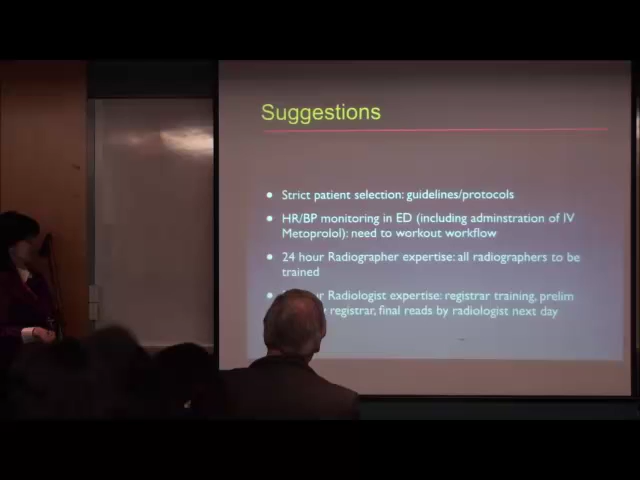 Suggestions
• Strict patient selection: guidelines/protocols
• HR/BP monitoring in ED (including adminstration of IV
Metoprolol): need to workout workflow
• 24 hour Radiographer expertise: all radiographers to be
trained
• Radiologist expertise: registrar training, prelim
registrar, final reads by radiologist next day